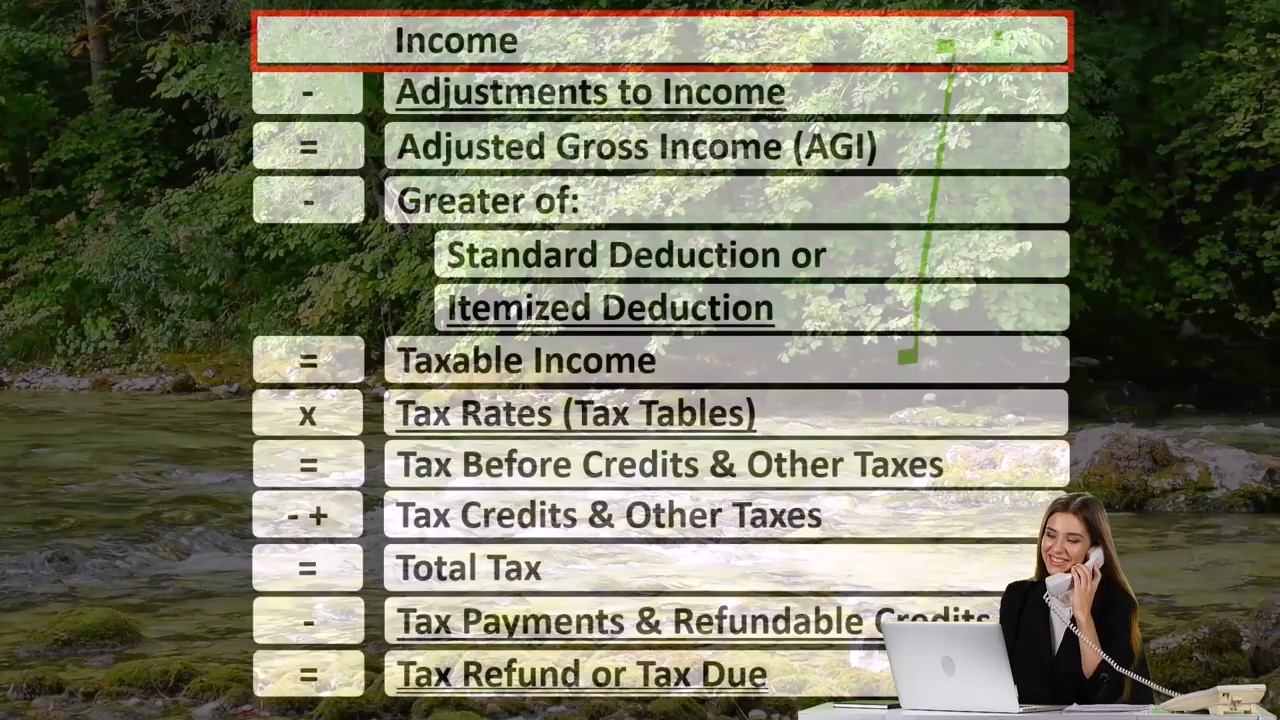 Income
- Adjustments to Income
= Adjusted Gross Income (AGI)
- Greater of:
Standard Deduction or
Itemized Deduction
= Taxable Income
x Tax Rates (Tax Tables)
= Tax Before Credits & Other Taxes
- + Tax Credits & Other Taxes
= Total Tax
- Tax Payments & Refundable Credits
= Tax Refund or Tax Due